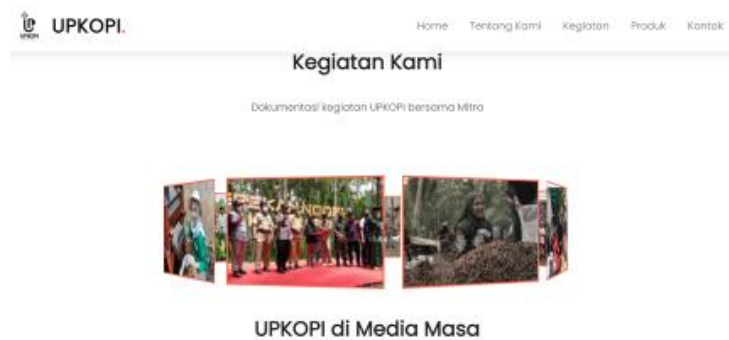 UPKOPI.
Home Tentang Kami Kegiatan Produk Kontak
Kegiatan Kami
Dokumentasi kegiatan UPKOPI bersama Mitra
UPKOPI di Media Masa